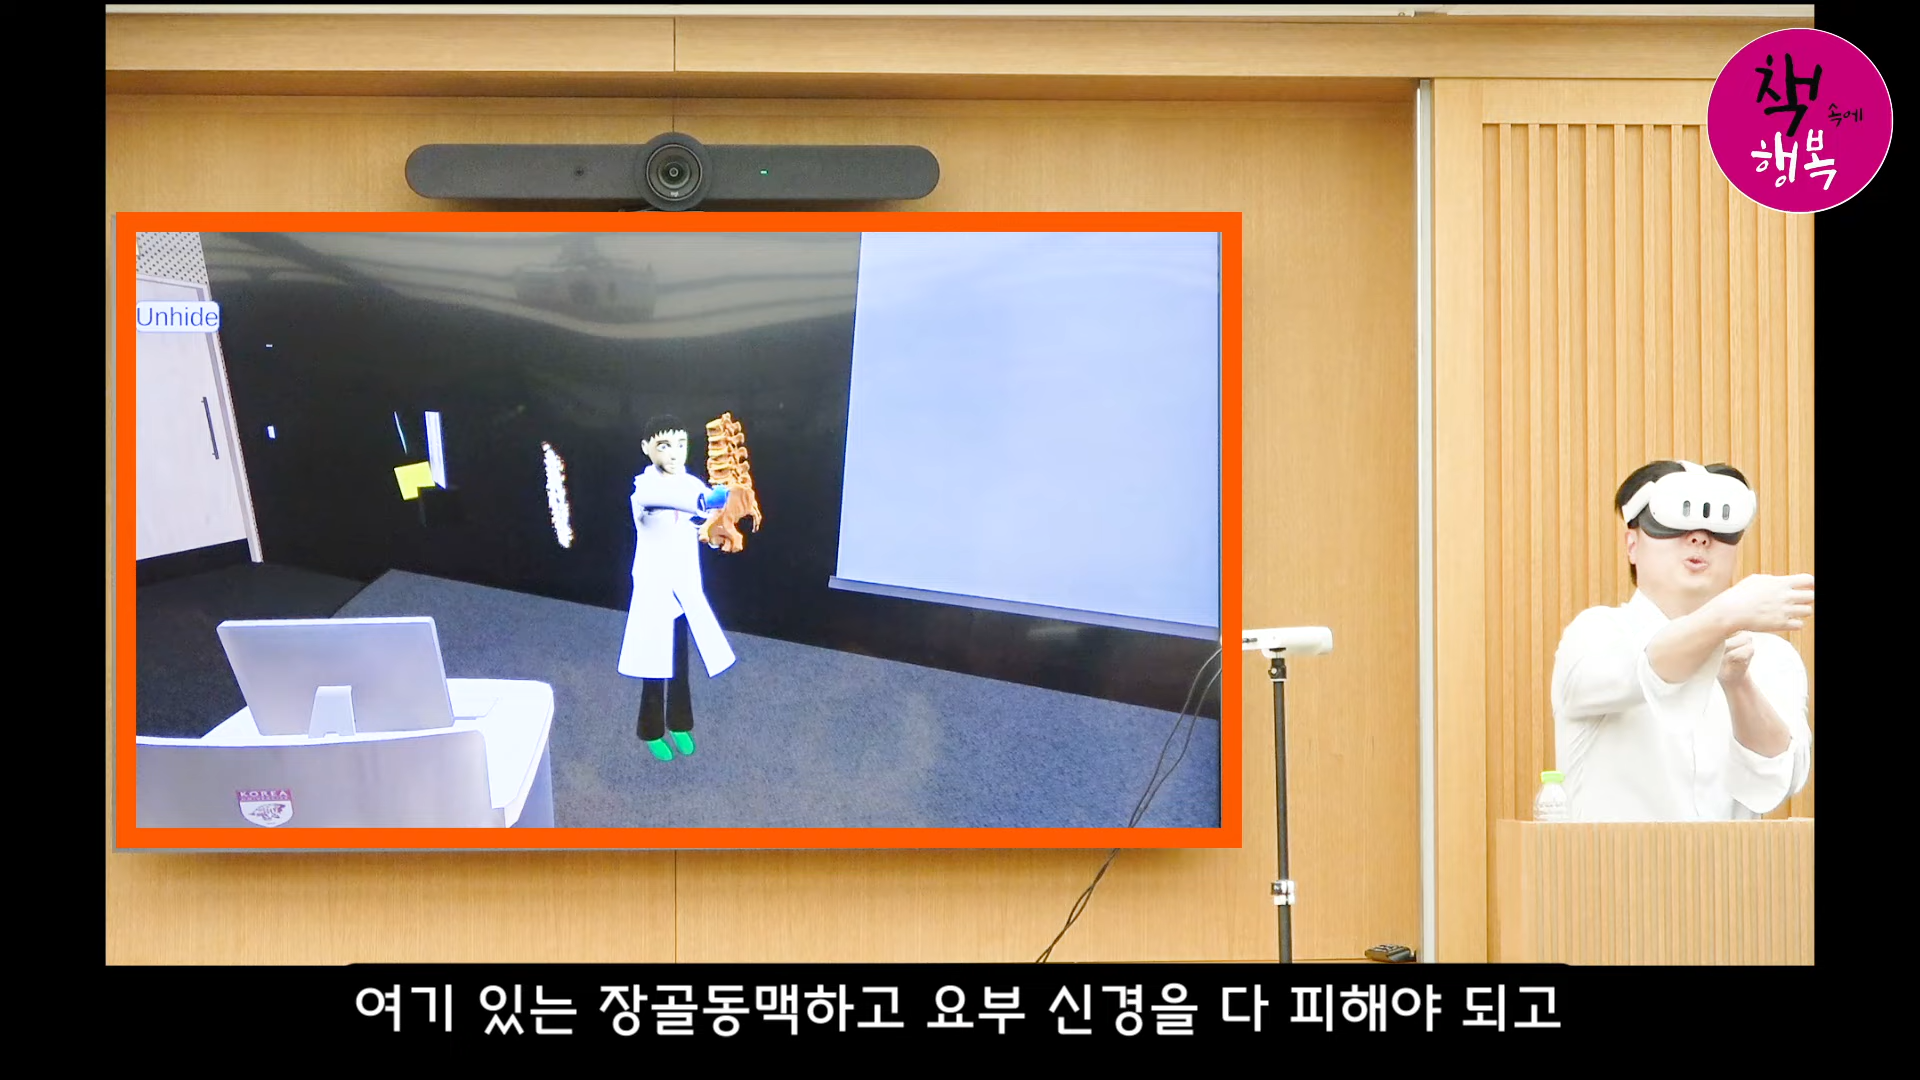 책
속에
행복
Unhide
KOREA
여기 있는 장골동맥하고 요부 신경을 다 피해야 되고